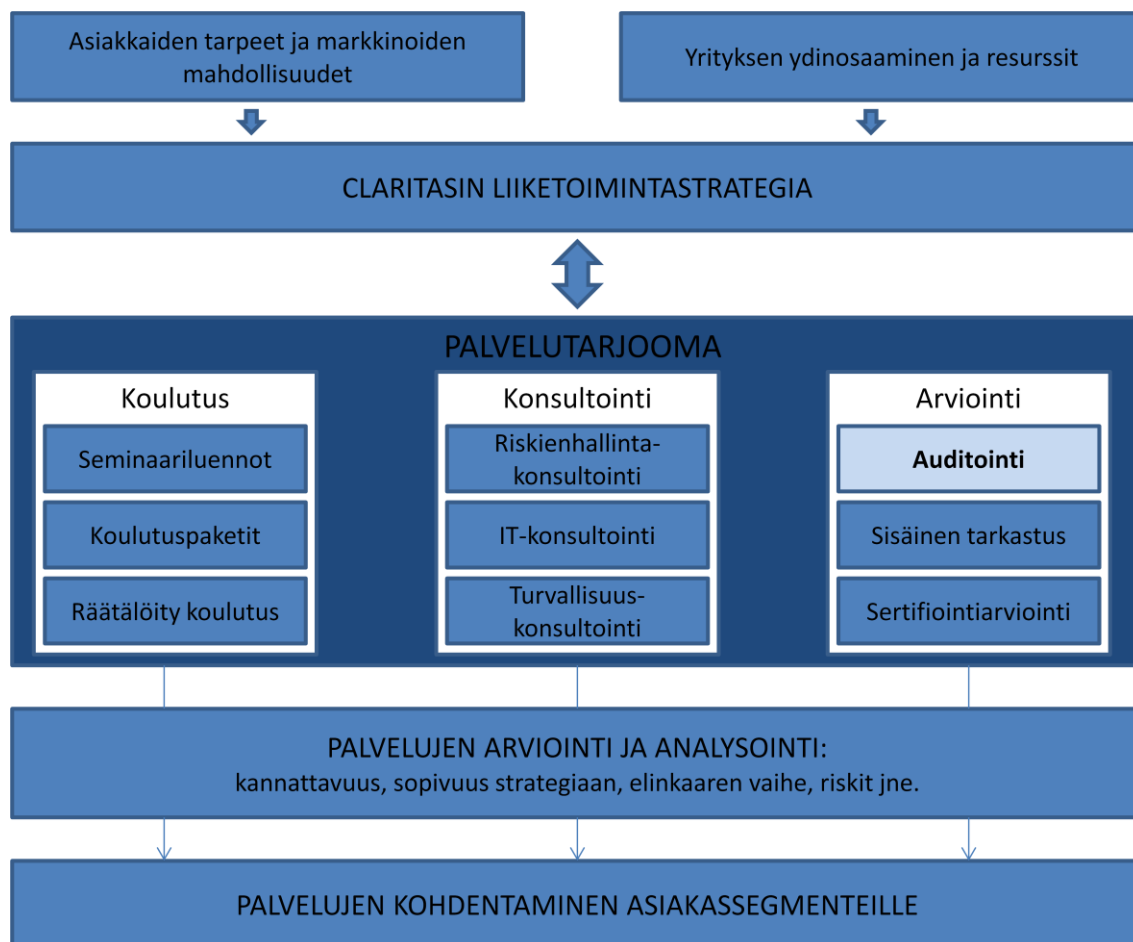 Asiakkaiden tarpeet ja markkinoiden
mahdollisuudet
Yrityksen ydinosaaminen ja resurssit
CLARITASIN LIIKETOIMINTASTRATEGIA
PALVELUTARJOOMA
Koulutus
Seminaariluennot
Koulutuspaketit
Räätälöity koulutus
Konsultointi
Riskienhallinta-
konsultointi
IT-konsultointi
Turvallisuus-
konsultointi
Arviointi
Auditointi
Sisäinen tarkastus
Sertifiointiarviointi
PALVELUJEN ARVIOINTI JA ANALYSOINTI:
kannattavuus, sopivuus strategiaan, elinkaaren vaihe, riskit jne.
PALVELUJEN KOHDENTAMINEN ASIAKASSEGMENTEILLE